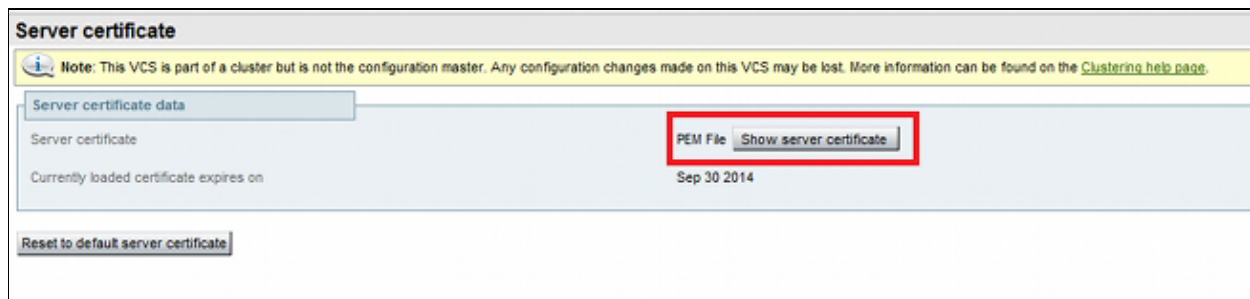 Server certificate
Note: This VCS is part of a cluster but is not the configuration master. Any configuration changes made on this VCS may be lost. More information can be found on the Clustering help page.
Server certificate data
Server certificate PEM File Show server certificate
Currently loaded certificate expires on Sep 30 2014
Reset to default server certificate